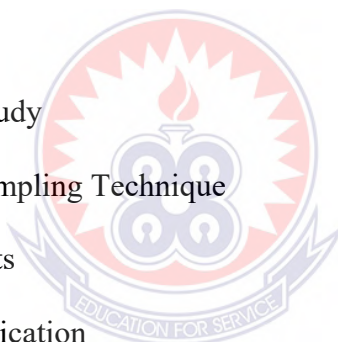 udy
mpling Technique
ts
EDUCATION FOR SERVICE
ication